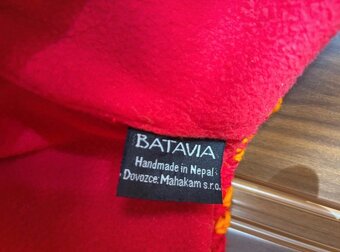 BATAVIA
Handmade in Nepal
Dovozce: Mahakam s.r.o.